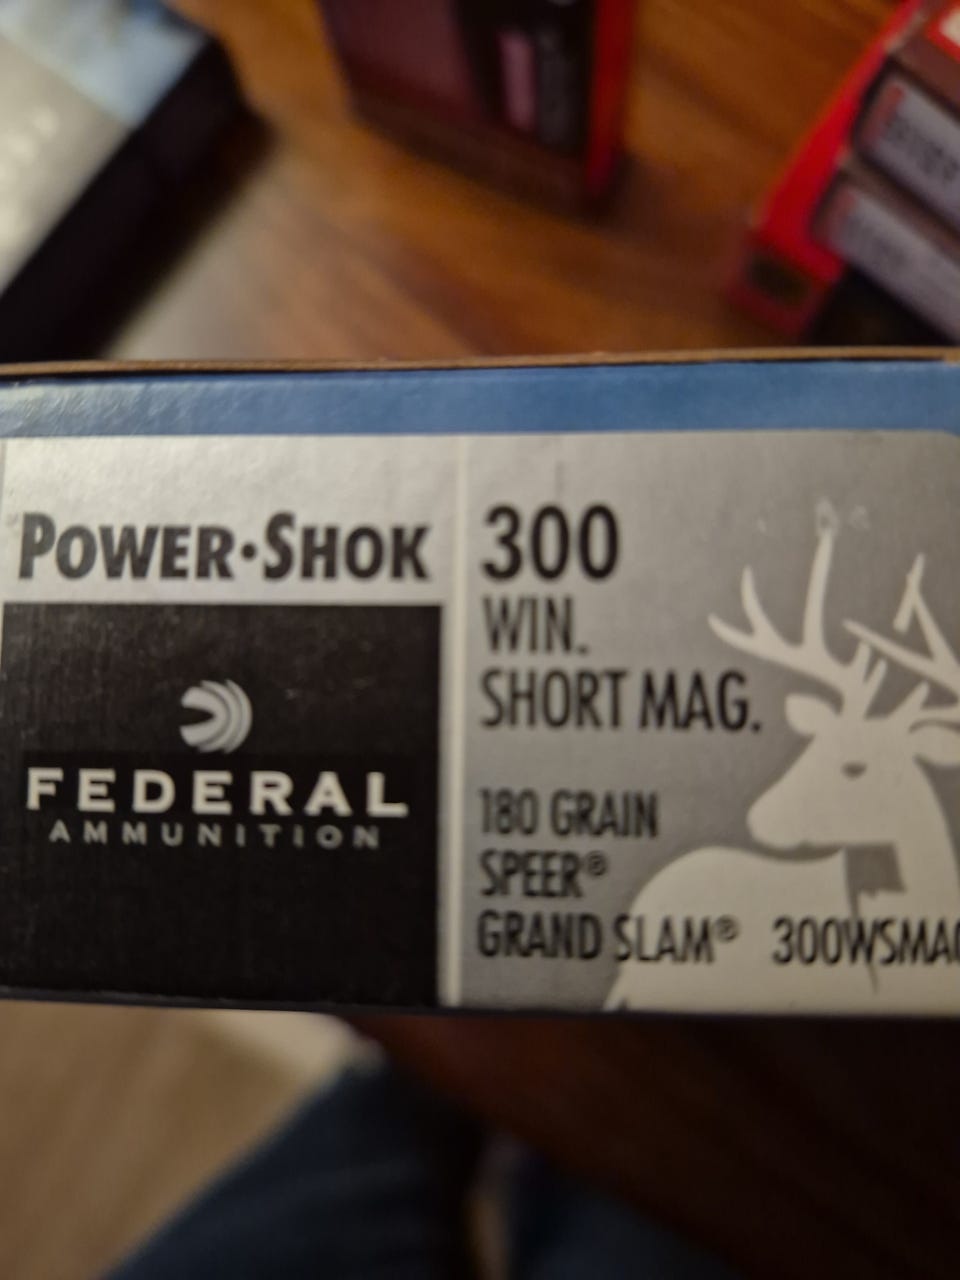 POWER•SHOK
FEDERAL
AMMUNITION
300
WIN.
SHORT MAG.
180 GRAIN
SPEER®
GRAND SLAM®